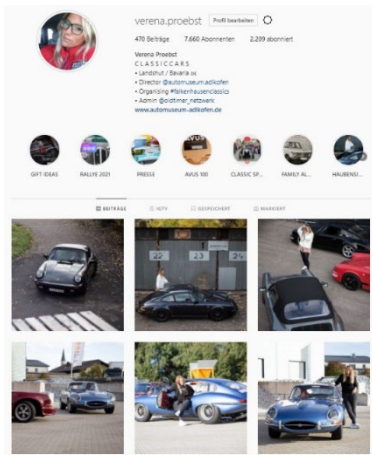 verena.proebst Profil bearbeiten
470 Beiträge 7.660 Abonnenten 2.209 abonniert
Verena Proebst
C L A S S I C C A R S
• Landshut / Bavaria DE
• Director @automuseum.adlkofen
• Organising #falkenhausenclassics
• Admin @oldtimer_netzwerk
www.automuseum-adlkofen.de
GIFT IDEAS RALLYE 2021 PRESSE AVUS 100 CLASSIC SP... FAMILY AL... HAUBENSI...
BEITRÄGE IGTV GESPEICHERT MARKIERT
22 23 24